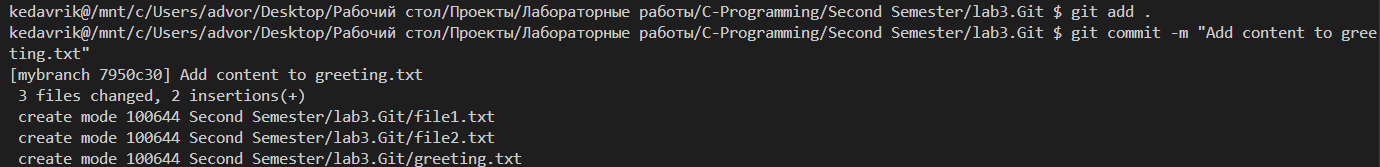 kedavrik@/mnt/c/Users/advor/Desktop/Рабочий стол/Проекты/Лабораторные работы/C-Programming/Second Semester/lab3.Git $ git add .
kedavrik@/mnt/c/Users/advor/Desktop/Рабочий стол/Проекты/Лабораторные работы/C-Programming/Second Semester/lab3.Git $ git commit -m "Add content to gree
ting.txt"
[mybranch 7950c30] Add content to greeting.txt
 3 files changed, 2 insertions(+)
 create mode 100644 Second Semester/lab3.Git/file1.txt
 create mode 100644 Second Semester/lab3.Git/file2.txt
 create mode 100644 Second Semester/lab3.Git/greeting.txt